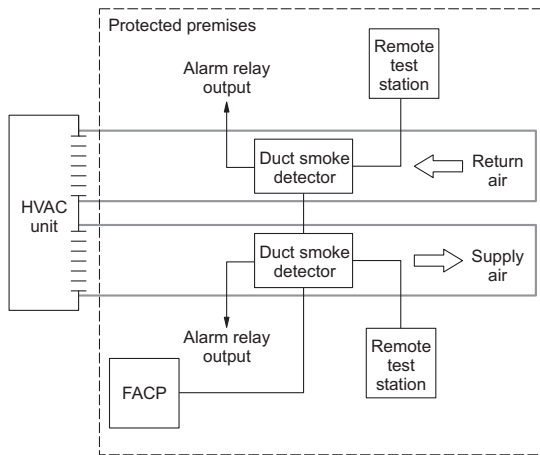 Protected premises
Remote
test
station
Alarm relay
output
Duct smoke
detector
Return
air
HVAC
unit
Duct smoke
detector
Supply
air
Alarm relay
output
Remote
test
station
FACP